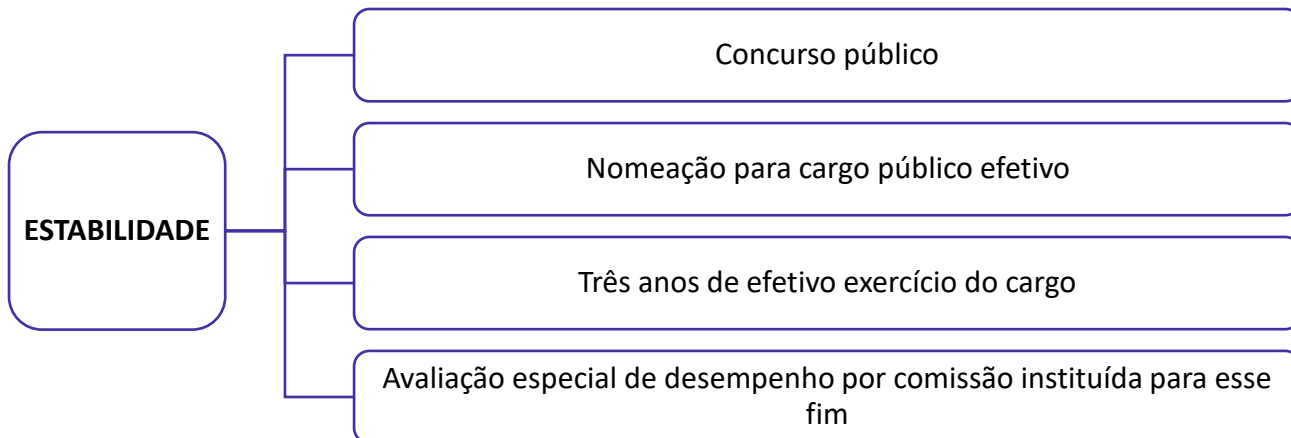 ESTABILIDADE
Concurso público
Nomeação para cargo público efetivo
Três anos de efetivo exercício do cargo
Avaliação especial de desempenho por comissão instituída para esse
fim